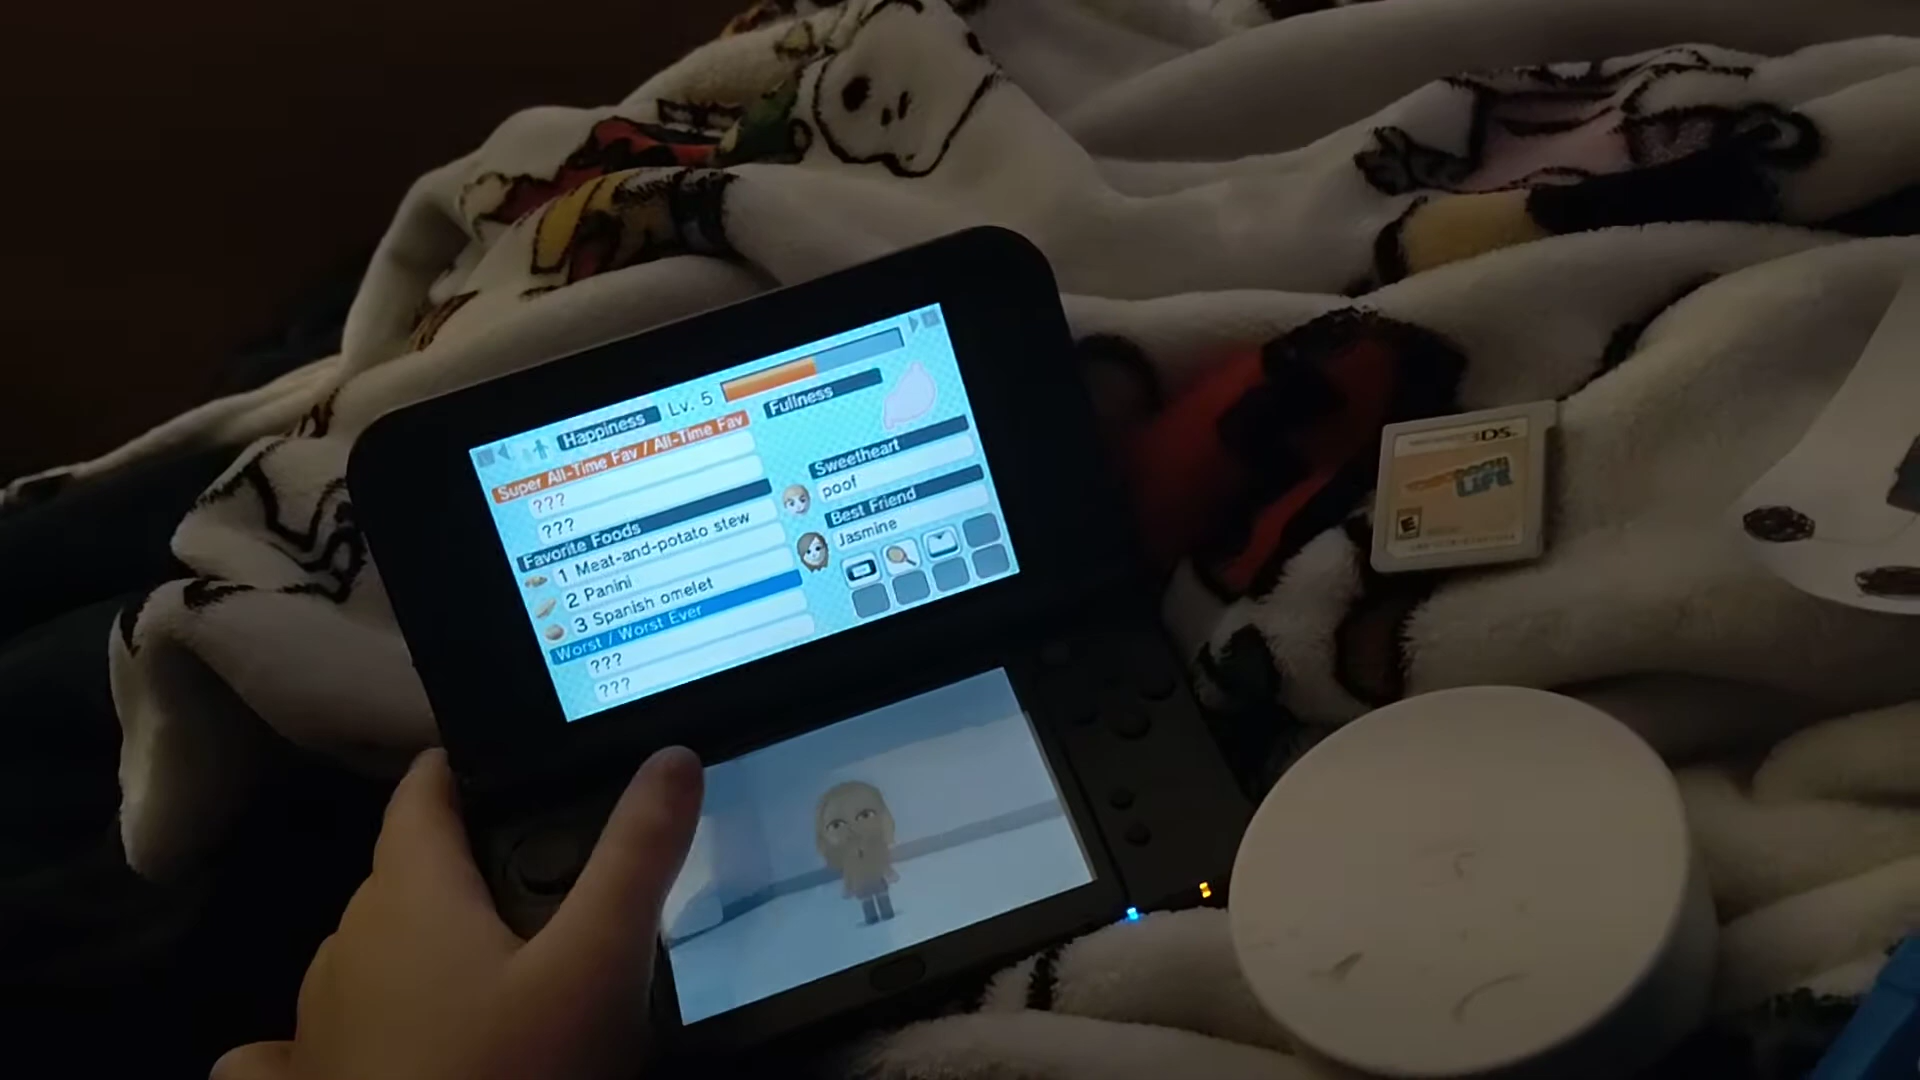 Happiness Lv. 5
Super All-Time Fav / All-Time Fav
???
???
Favorite Foods
1 Meat-and-potato stew
2 Panini
3 Spanish omelet
Worst / Worst Ever
???
???
Fullness
Sweetheart
poof
Best Friend
Jasmine
3DS
LIFE
E